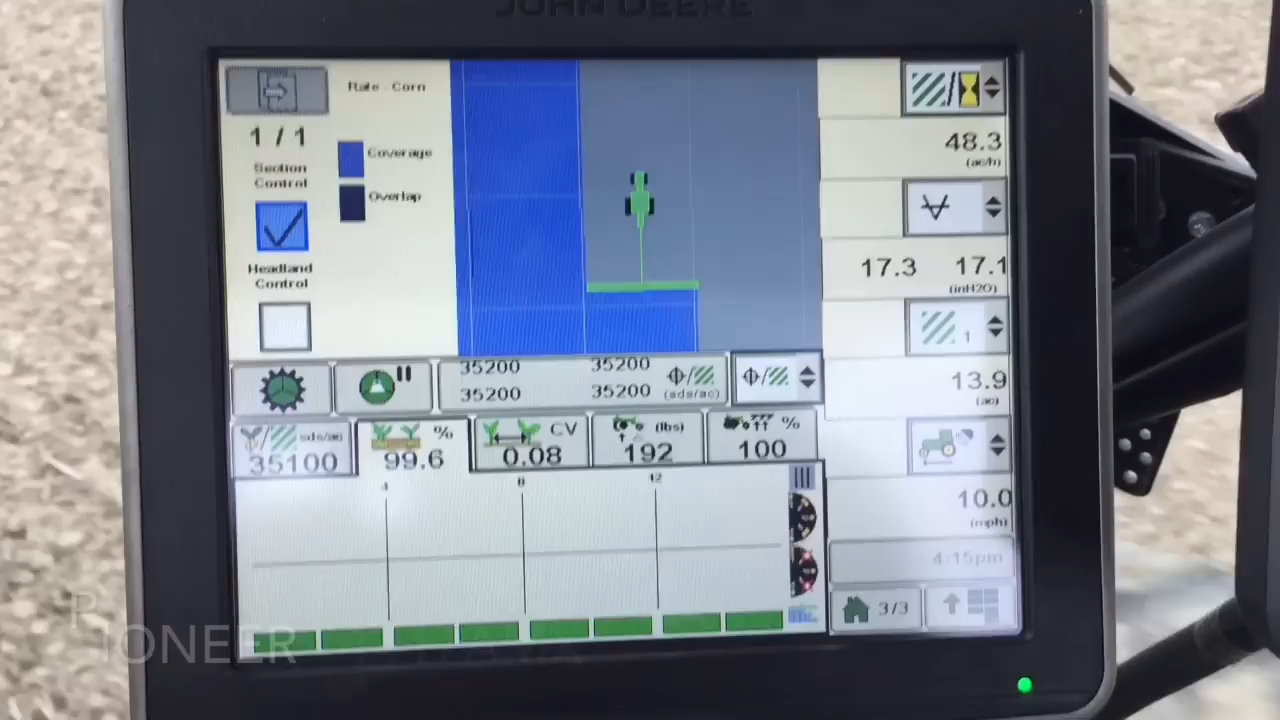 JOHN DEERE
Rate - Corn
1 / 1
Section
Control
Coverage
Overlap
Headland
Control
48.3
(ac/h)
17.3 17.1
(inH2O)
1
13.9
(ac)
10.0
(mph)
4:15pm
3/3
35200 35200
35200 35200 (sds/ac)
sds/ac
35100
%
99.6
CV
0.08
(lbs)
192
%
100
4 8 12
PIONEER